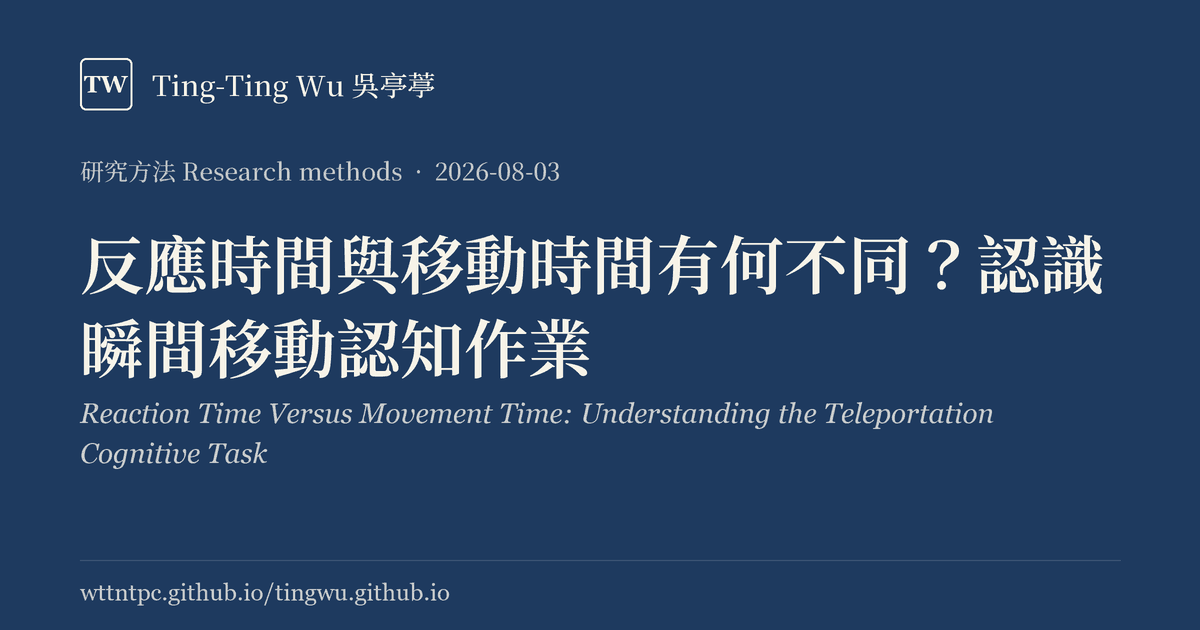 TW
Ting-Ting Wu 吳亭葶
研究方法 Research methods · 2026-08-03
反應時間與移動時間有何不同？認識
瞬間移動認知作業
Reaction Time Versus Movement Time: Understanding the Teleportation
Cognitive Task
wttntpc.github.io/tingwu.github.io